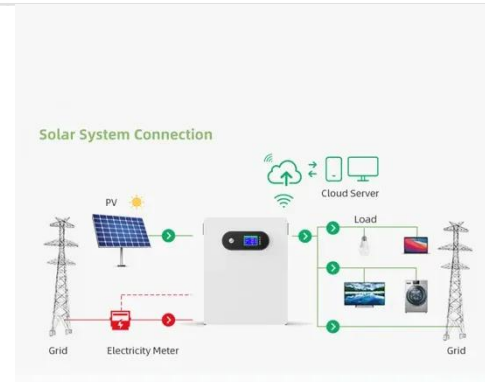 Solar System Connection
Cloud Server
PV
Load
Grid
Electricity Meter
Grid